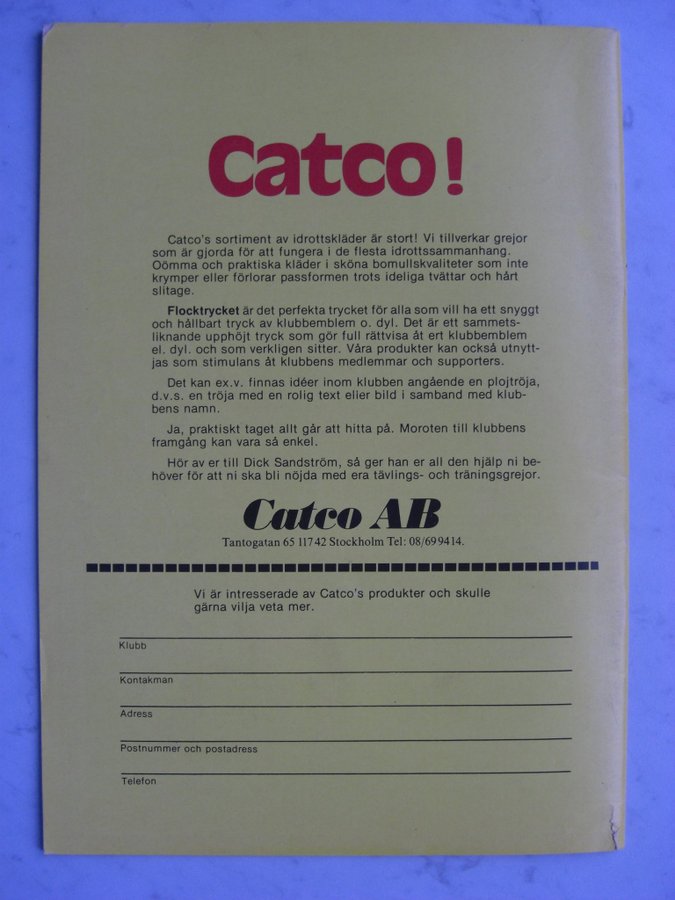 Catco!
Catco's sortiment av idrottskläder är stort! Vi tillverkar grejor
som är gjorda för att fungera i de flesta idrottssammanhang.
Oömma och praktiska kläder i sköna bomullskvaliteter som inte
krymper eller förlorar passformen trots ideliga tvättar och hårt
slitage.
Flocktrycket är det perfekta trycket för alla som vill ha ett snyggt
och hållbart tryck av klubbemblem o. dyl. Det är ett sammets-
liknande upphöjt tryck som gör full rättvisa åt ert klubbemblem
el. dyl. och som verkligen sitter. Våra produkter kan också utnytt-
jas som stimulans åt klubbens medlemmar och supporters.
Det kan ex.v. finnas idéer inom klubben angående en plojtröja,
d.v.s. en tröja med en rolig text eller bild i samband med klub-
bens namn.
Ja, praktiskt taget allt går att hitta på. Moroten till klubbens
framgång kan vara så enkel.
Hör av er till Dick Sandström, så ger han er all den hjälp ni be-
höver för att ni ska bli nöjda med era tävlings- och träningsgrejor.
Catco AB
Tantogatan 65 117 42 Stockholm Tel: 08/69 94 14.
Vi är intresserade av Catco's produkter och skulle
gärna vilja veta mer.
Klubb
Kontakman
Adress
Postnummer och postadress
Telefon